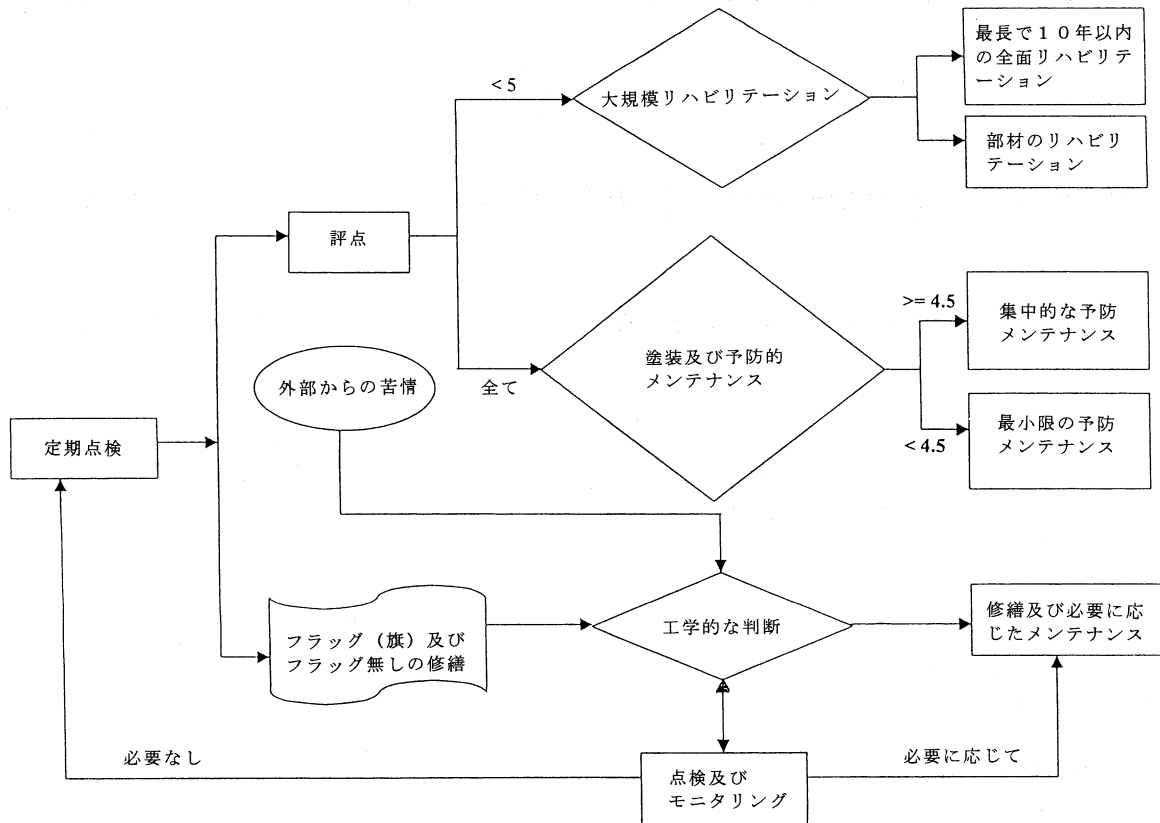 最長で１０年以内
の全面リハビリテ
ーション
<5
大規模リハビリテーション
部材のリハビリ
テーション
評点
>= 4.5
集中的な予防
メンテナンス
塗装及び予防的
メンテナンス
外部からの苦情
全て
最小限の予防
メンテナンス
< 4.5
定期点検
フラッグ（旗）及び
フラッグ無しの修繕
工学的な判断
修繕及び必要に応
じたメンテナンス
必要なし
点検及び
モニタリング
必要に応じて